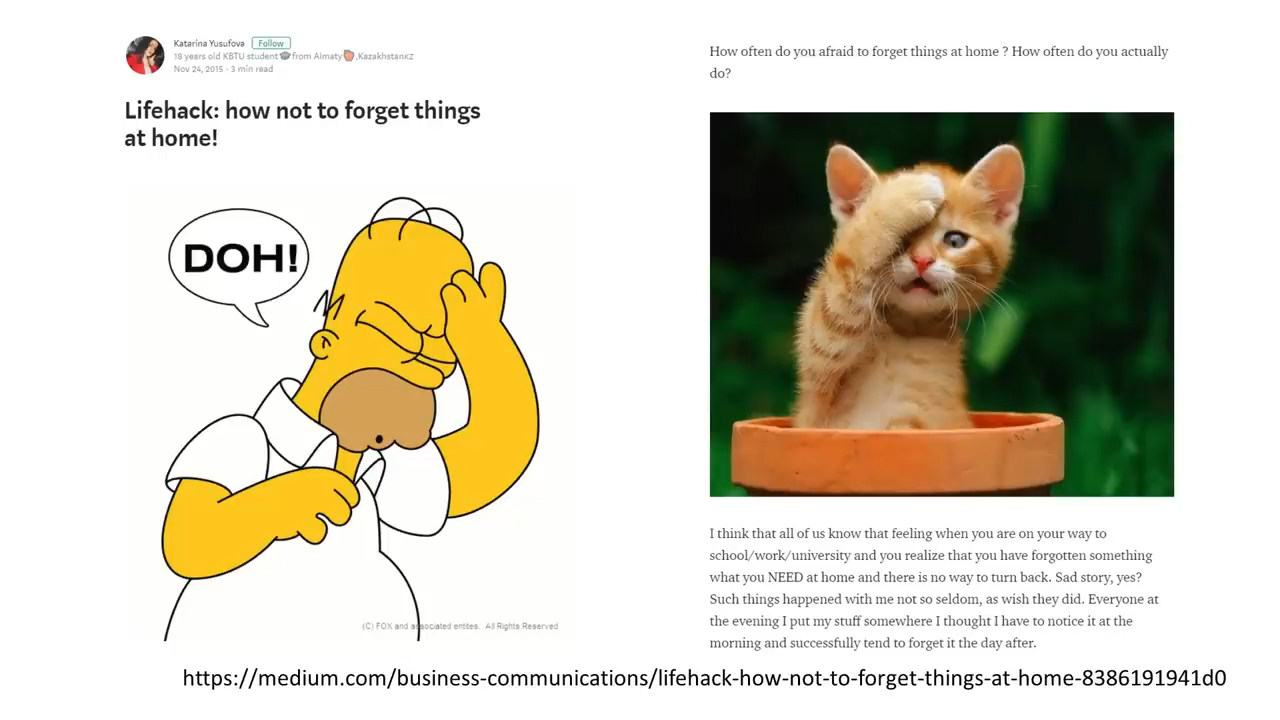 Katarina Yusufova Follow
18 years old KBTU student🎓from Almaty🍑,Kazakhstan🇰🇿
Nov 24, 2015 · 3 min read
Lifehack: how not to forget things
at home!
DOH!
(C) FOX and associated entites. All Rights Reserved
How often do you afraid to forget things at home ? How often do you actually
do?
I think that all of us know that feeling when you are on your way to
school/work/university and you realize that you have forgotten something
what you NEED at home and there is no way to turn back. Sad story, yes?
Such things happened with me not so seldom, as wish they did. Everyone at
the evening I put my stuff somewhere I thought I have to notice it at the
morning and successfully tend to forget it the day after.
https://medium.com/business-communications/lifehack-how-not-to-forget-things-at-home-8386191941d0